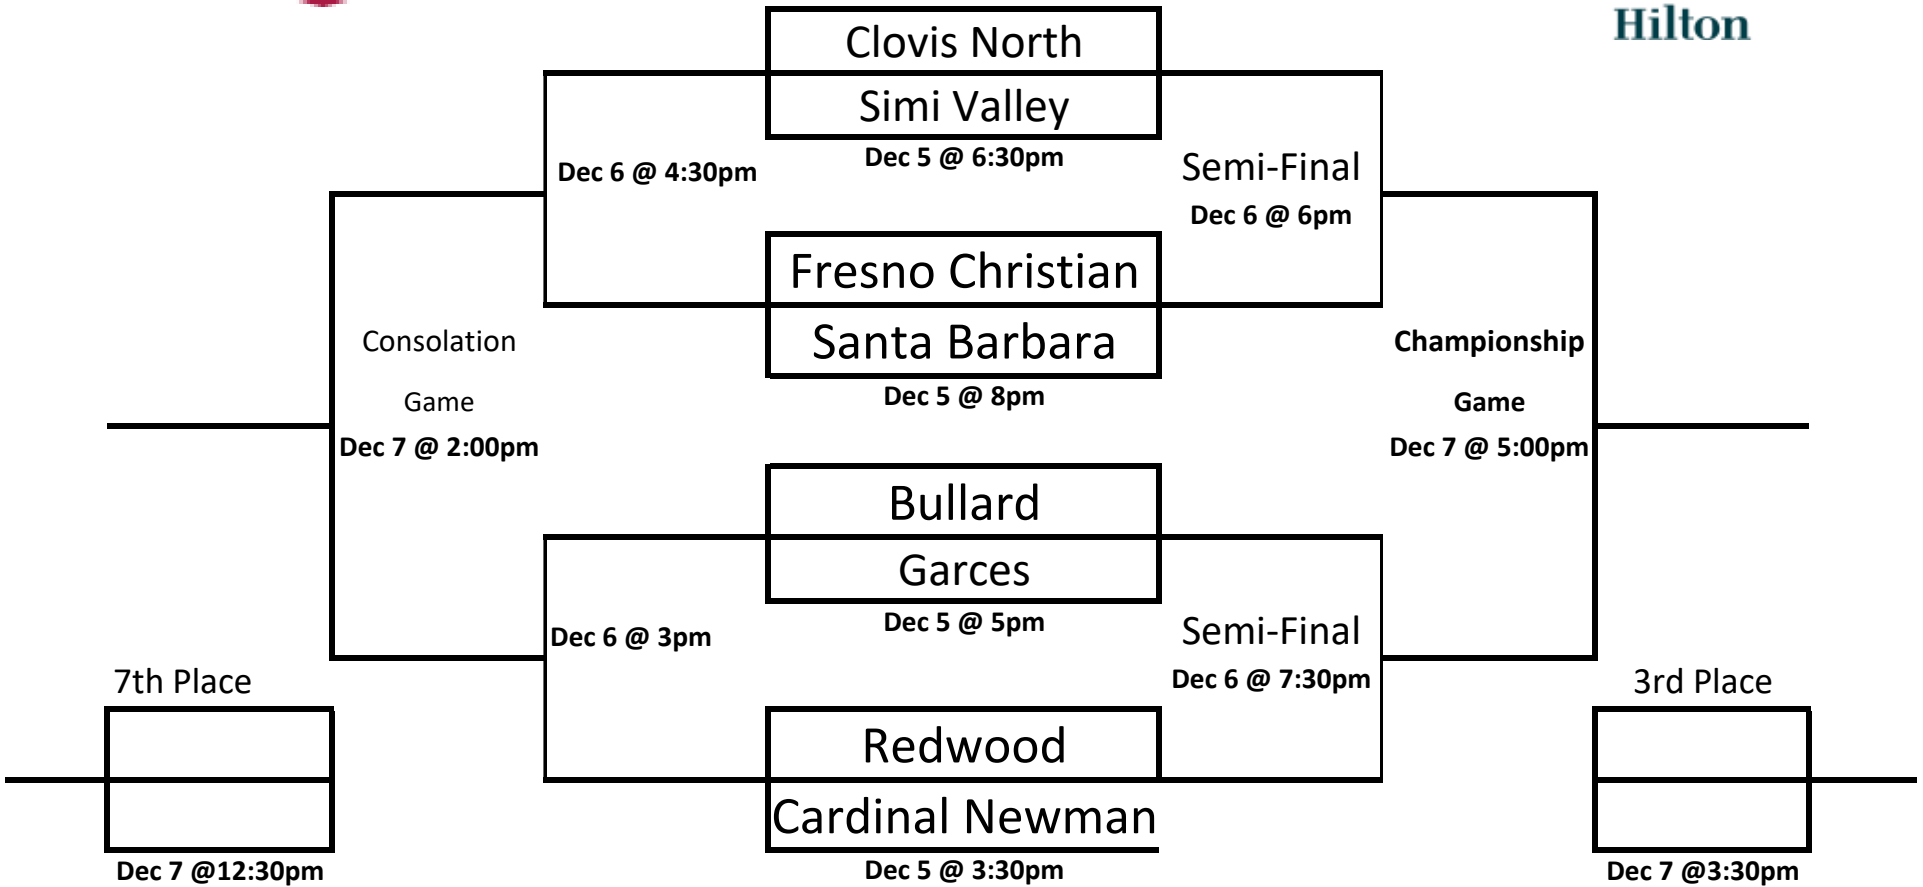 Hilton
Clovis North
Simi Valley
Dec 5 @ 6:30pm
Dec 6 @ 4:30pm
Semi-Final
Dec 6 @ 6pm
Fresno Christian
Santa Barbara
Dec 5 @ 8pm
Consolation
Game
Dec 7 @ 2:00pm
Championship
Game
Dec 7 @ 5:00pm
Bullard
Garces
Dec 5 @ 5pm
Dec 6 @ 3pm
Semi-Final
Dec 6 @ 7:30pm
Redwood
Cardinal Newman
Dec 5 @ 3:30pm
7th Place
Dec 7 @12:30pm
3rd Place
Dec 7 @3:30pm